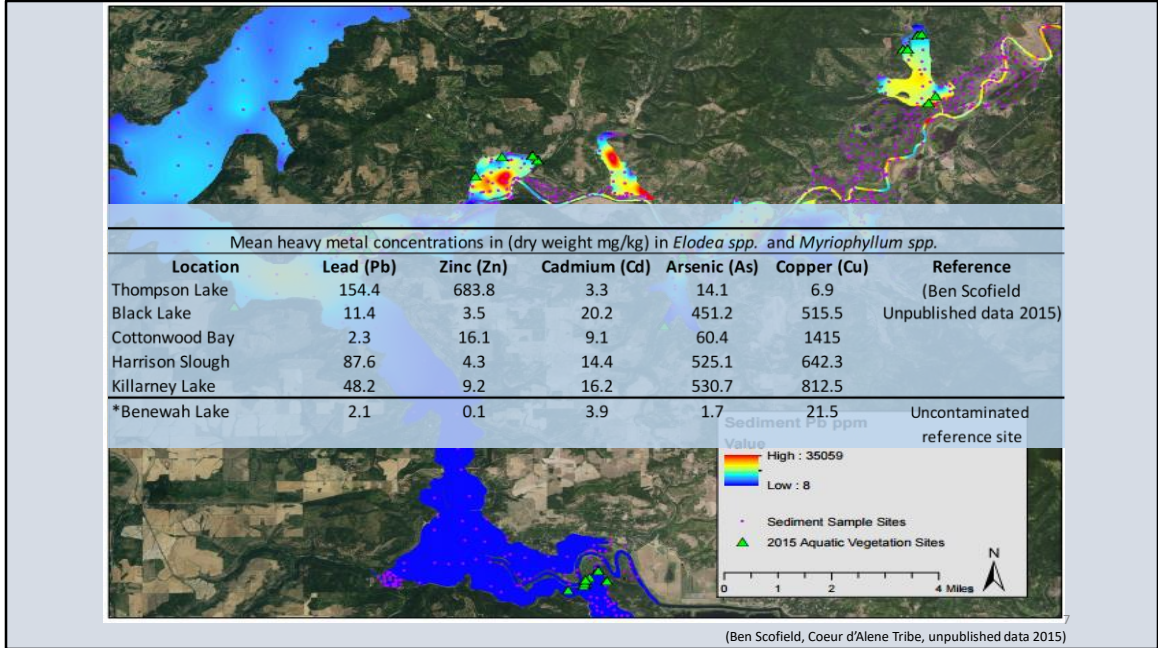 Mean heavy metal concentrations in (dry weight mg/kg) in Elodea spp. and Myriophyllum spp.
Location Lead (Pb) Zinc (Zn) Cadmium (Cd) Arsenic (As) Copper (Cu) Reference
Thompson Lake 154.4 683.8 3.3 14.1 6.9 (Ben Scofield
Black Lake 11.4 3.5 20.2 451.2 515.5 Unpublished data 2015)
Cottonwood Bay 2.3 16.1 9.1 60.4 1415
Harrison Slough 87.6 4.3 14.4 525.1 642.3
Killarney Lake 48.2 9.2 16.2 530.7 812.5
*Benewah Lake 2.1 0.1 3.9 1.7 21.5 Uncontaminated
reference site
Sediment Pb ppm
Value
High : 35059
Low : 8
Sediment Sample Sites
2015 Aquatic Vegetation Sites
N
0 1 2 4 Miles
7
(Ben Scofield, Coeur d'Alene Tribe, unpublished data 2015)